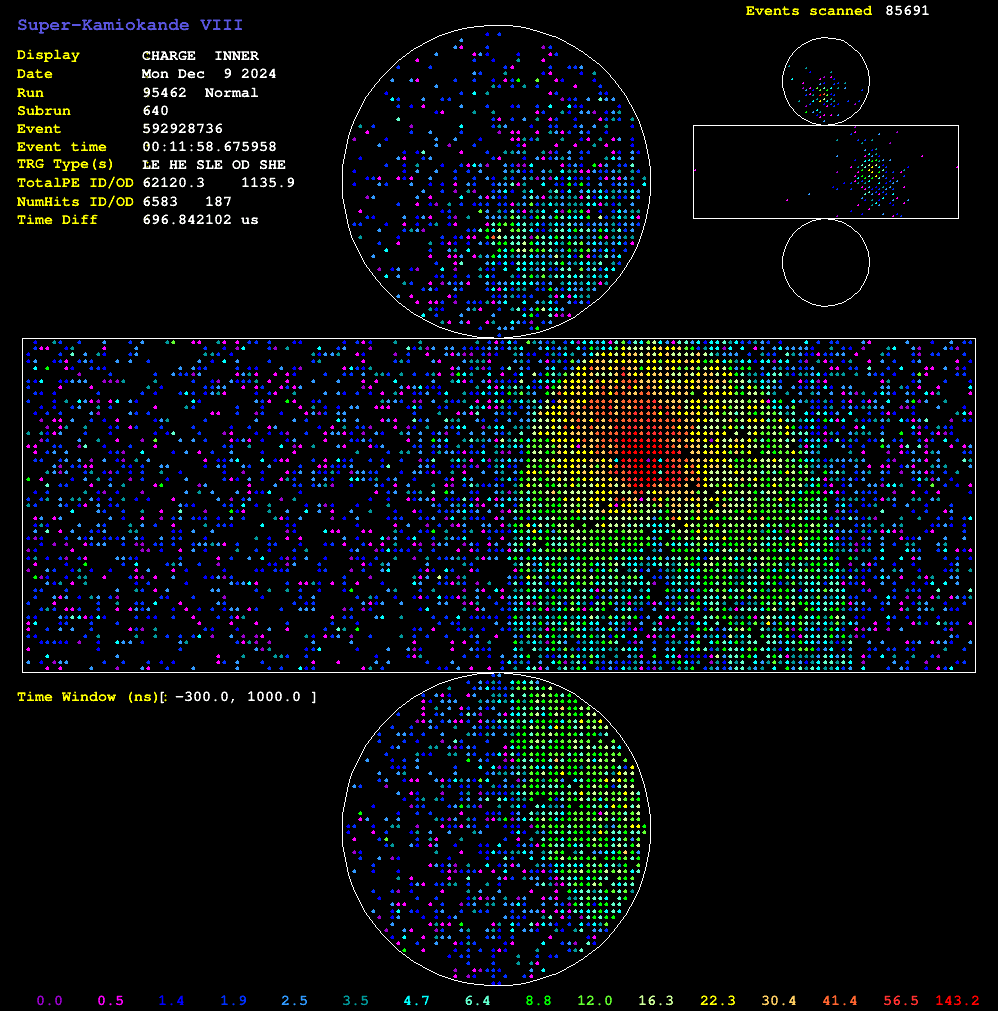 Super-Kamiokande VIII
Events scanned 85691
Display CHARGE INNER
Date Mon Dec 9 2024
Run 95462 Normal
Subrun 640
Event 592928736
Event time 00:11:58.675958
TRG Type(s) LE HE SLE OD SHE
TotalPE ID/OD 62120.3 1135.9
NumHits ID/OD 6583 187
Time Diff 696.842102 us
Time Window (ns)[: -300.0, 1000.0 ]
0.0 0.5 1.4 1.9 2.5 3.5 4.7 6.4 8.8 12.0 16.3 22.3 30.4 41.4 56.5 143.2